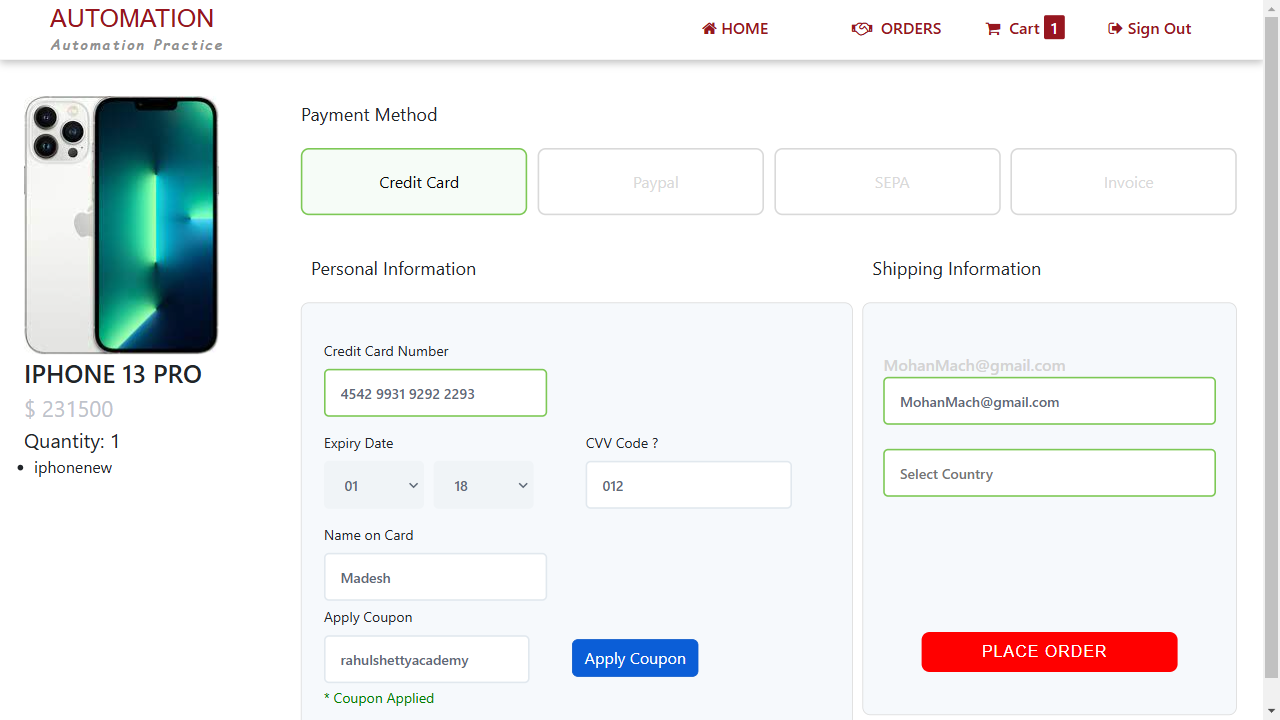 AUTOMATION
Automation Practice
HOME
ORDERS
Cart 1
Sign Out
IPHONE 13 PRO
$ 231500
Quantity: 1
iphonenew
Payment Method
Credit Card
Paypal
SEPA
Invoice
Personal Information
Credit Card Number
4542 9931 9292 2293
Expiry Date
CVV Code ?
01
18
012
Name on Card
Madesh
Apply Coupon
rahulshettyacademy
Apply Coupon
* Coupon Applied
Shipping Information
MohanMach@gmail.com
MohanMach@gmail.com
Select Country
PLACE ORDER